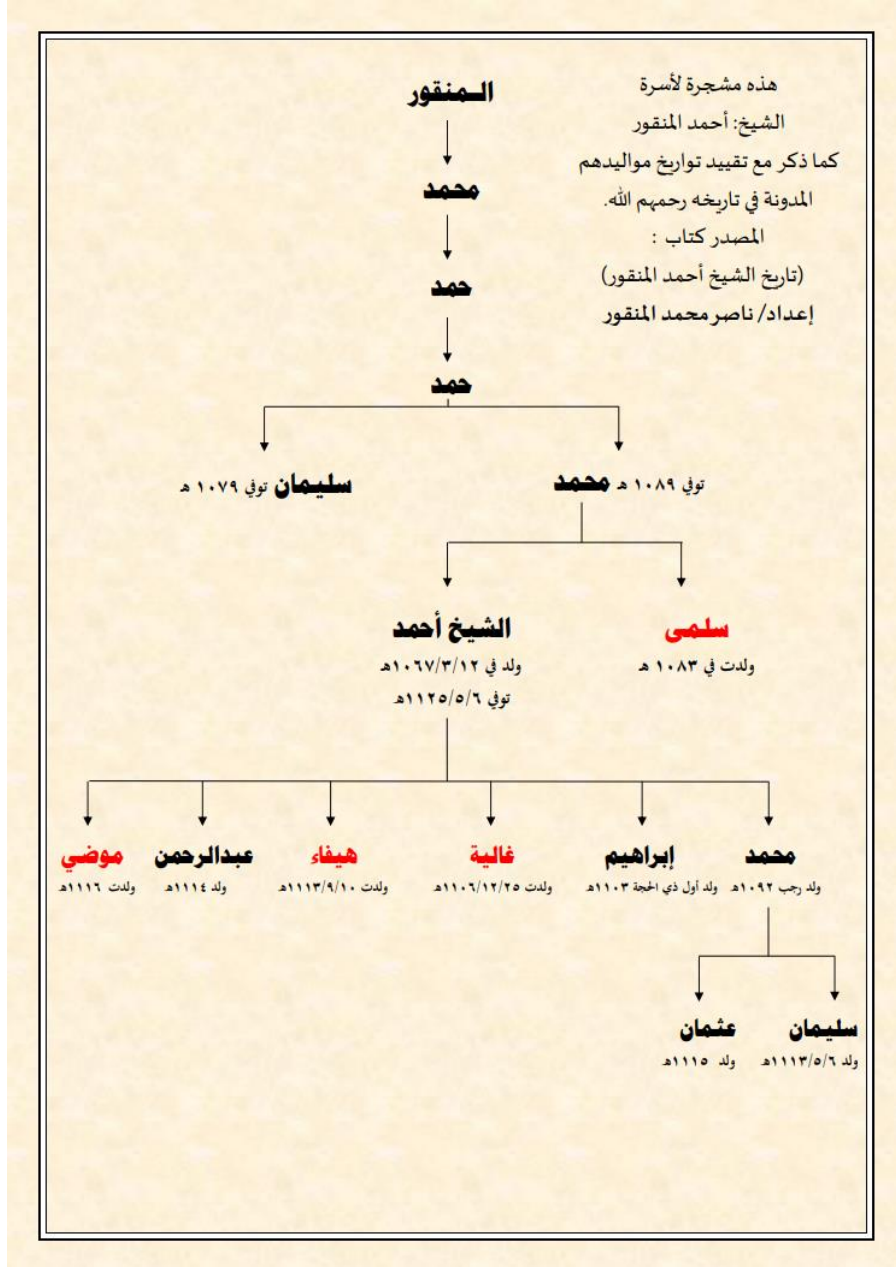 هذه مشجرة لأسرة
الشيخ: أحمد المنقور
كما ذكر مع تقييد تواريخ مواليدهم
المدونة في تاريخه رحمهم الله.
المصدر كتاب :
(تاريخ الشيخ أحمد المنقور)
إعداد/ ناصر محمد المنقور
الـمنقور
محمد
حمد
حمد
محمد توفي ١٠٨٩ هـ
سليمان توفي ١٠٧٩ هـ
سلمى
ولدت في ١٠٨٣ هـ
الشيخ أحمد
ولد في ١٠٦٧/٣/١٢هـ
توفي ١١٢٥/٥/٦هـ
محمد
ولد رجب ١٠٩٢هـ
إبراهيم
ولد أول ذي الحجة ١١٠٣هـ
غالية
ولدت ١١٠٦/١٢/٢٥هـ
هيفاء
ولدت ١١١٣/٩/١٠هـ
عبدالرحمن
ولد ١١١٤هـ
موضي
ولدت ١١١٦هـ
سليمان
ولد ١١١٣/٥/٦هـ
عثمان
ولد ١١١٥هـ